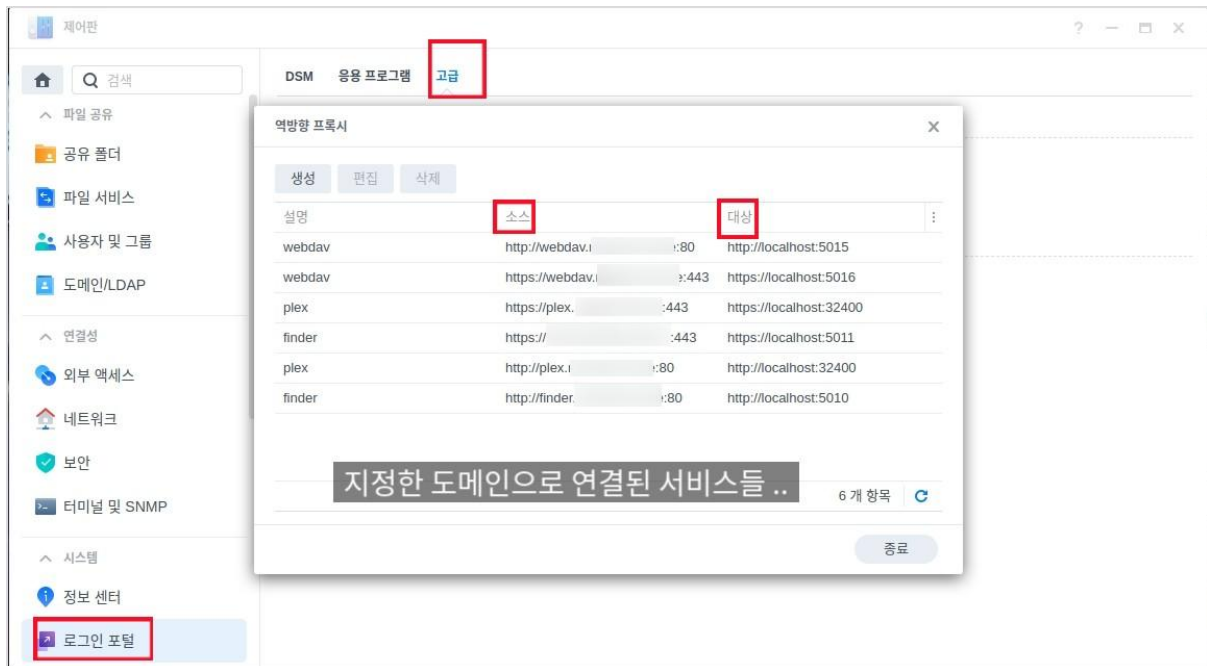 제어판
검색
DSM 응용 프로그램 고급
파일 공유
공유 폴더
파일 서비스
사용자 및 그룹
도메인/LDAP
연결성
외부 액세스
네트워크
보안
터미널 및 SNMP
시스템
정보 센터
로그인 포털
역방향 프록시
생성 편집 삭제
설명 소스 대상
webdav http://webdav. :80 http://localhost:5015
webdav https://webdav. :443 https://localhost:5016
plex https://plex. :443 https://localhost:32400
finder https:// :443 https://localhost:5011
plex http://plex. :80 http://localhost:32400
finder http://finder. :80 http://localhost:5010
지정한 도메인으로 연결된 서비스들 ..
6 개 항목
종료